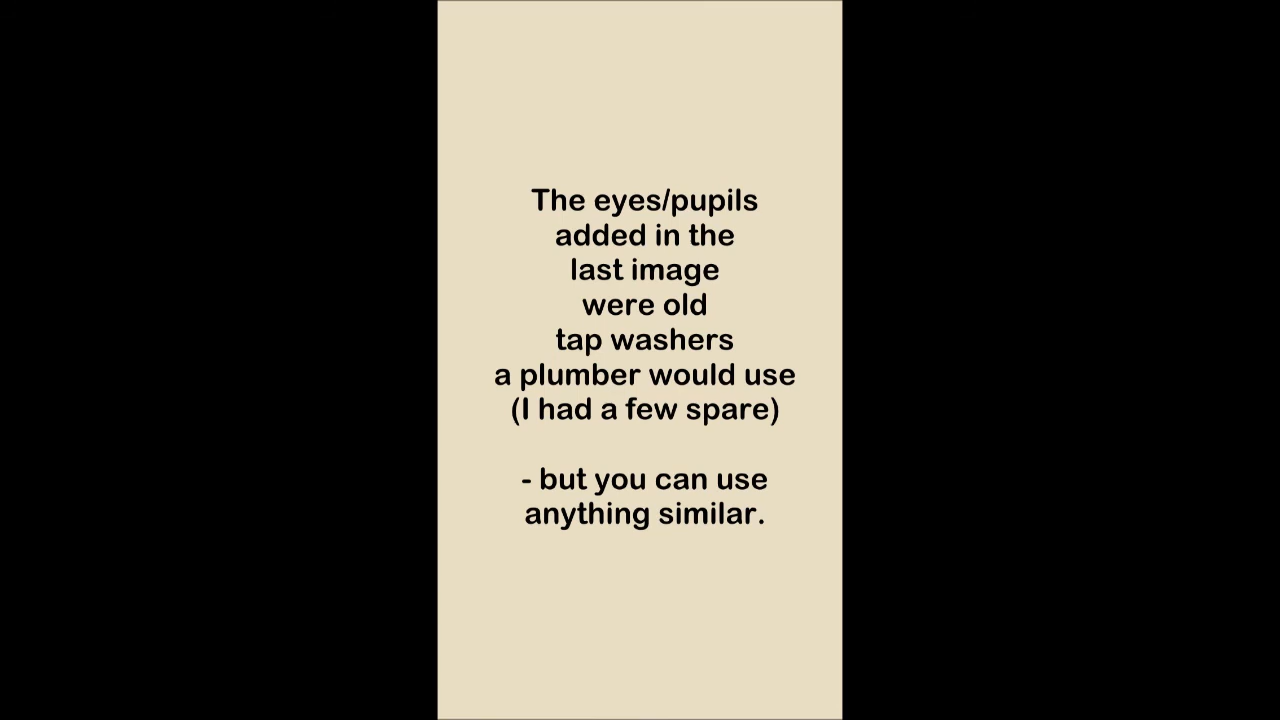 The eyes/pupils
added in the
last image
were old
tap washers
a plumber would use
(I had a few spare)
- but you can use
anything similar.